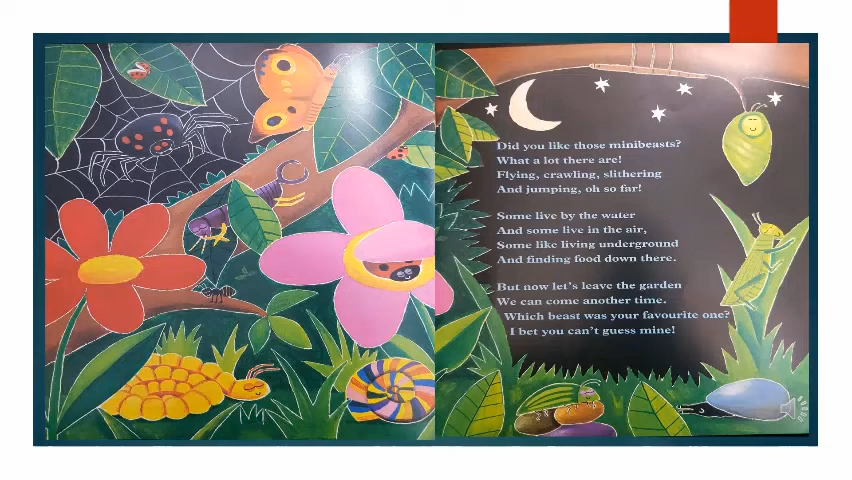 Did you like those minibeasts?
What a lot there are!
Flying, crawling, slithering
And jumping, oh so far!
Some live by the water
And some live in the air,
Some like living underground
And finding food down there.
But now let's leave the garden
We can come another time.
Which beast was your favourite one?
I bet you can't guess mine!